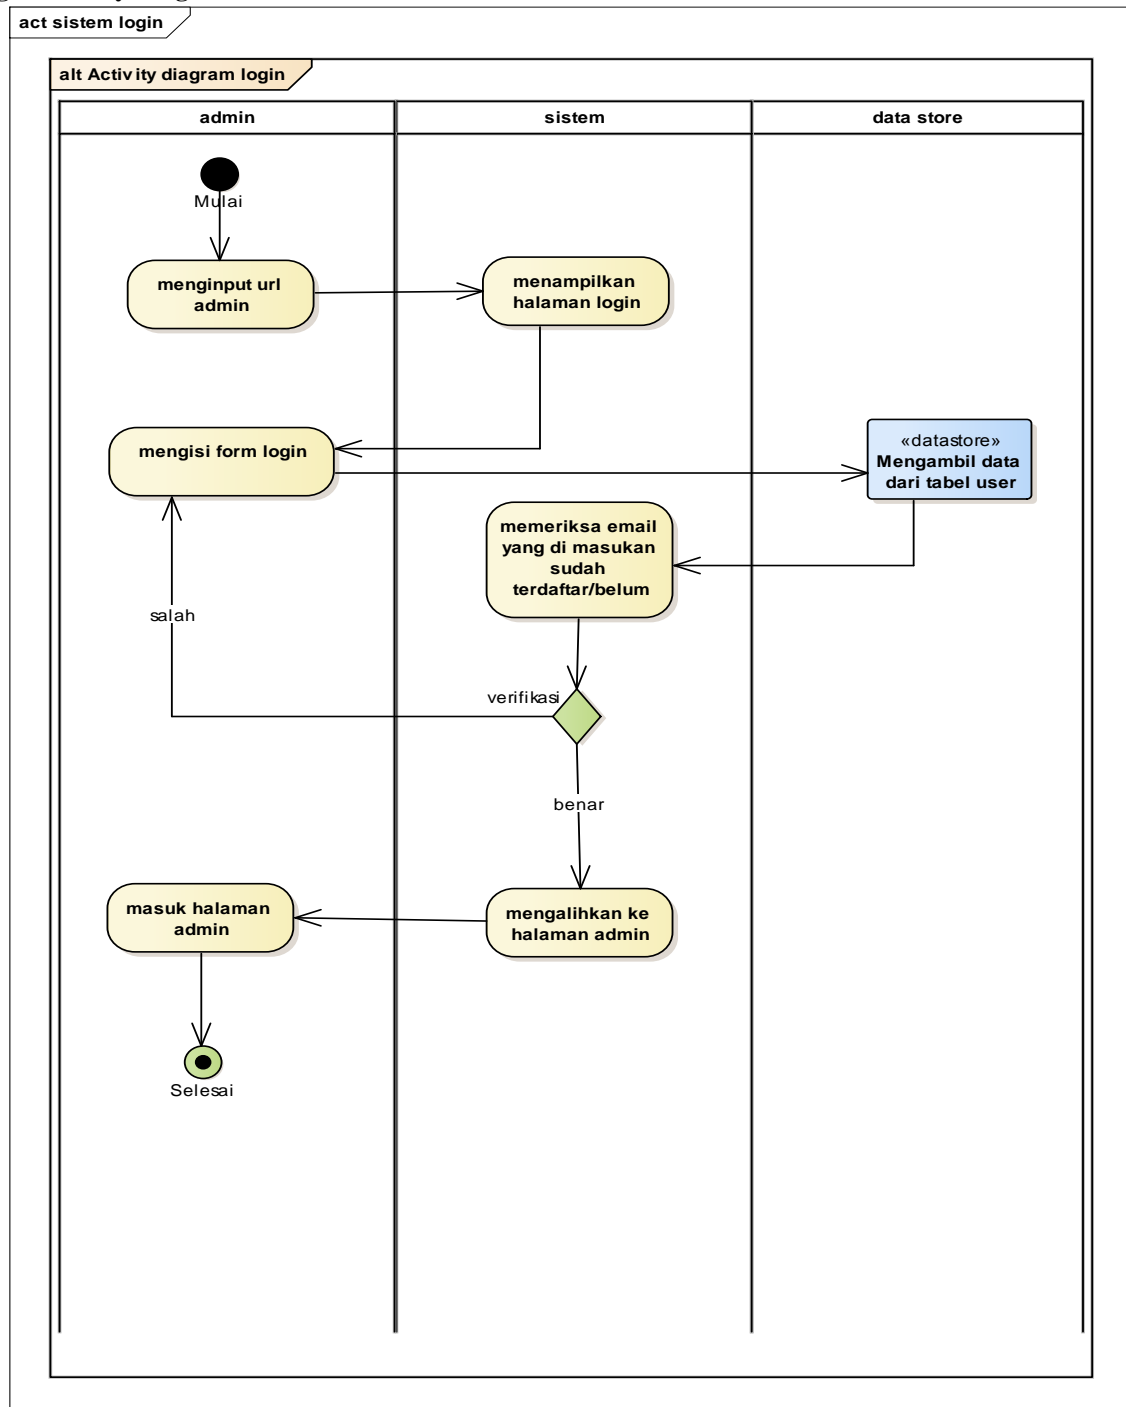 act sistem login
alt Activity diagram login
admin
sistem
data store
Mulai
menginput url
admin
menampilkan
halaman login
mengisi form login
«datastore»
Mengambil data
dari tabel user
memeriksa email
yang di masukan
sudah
terdaftar/belum
salah
verifikasi
benar
masuk halaman
admin
mengalihkan ke
halaman admin
Selesai